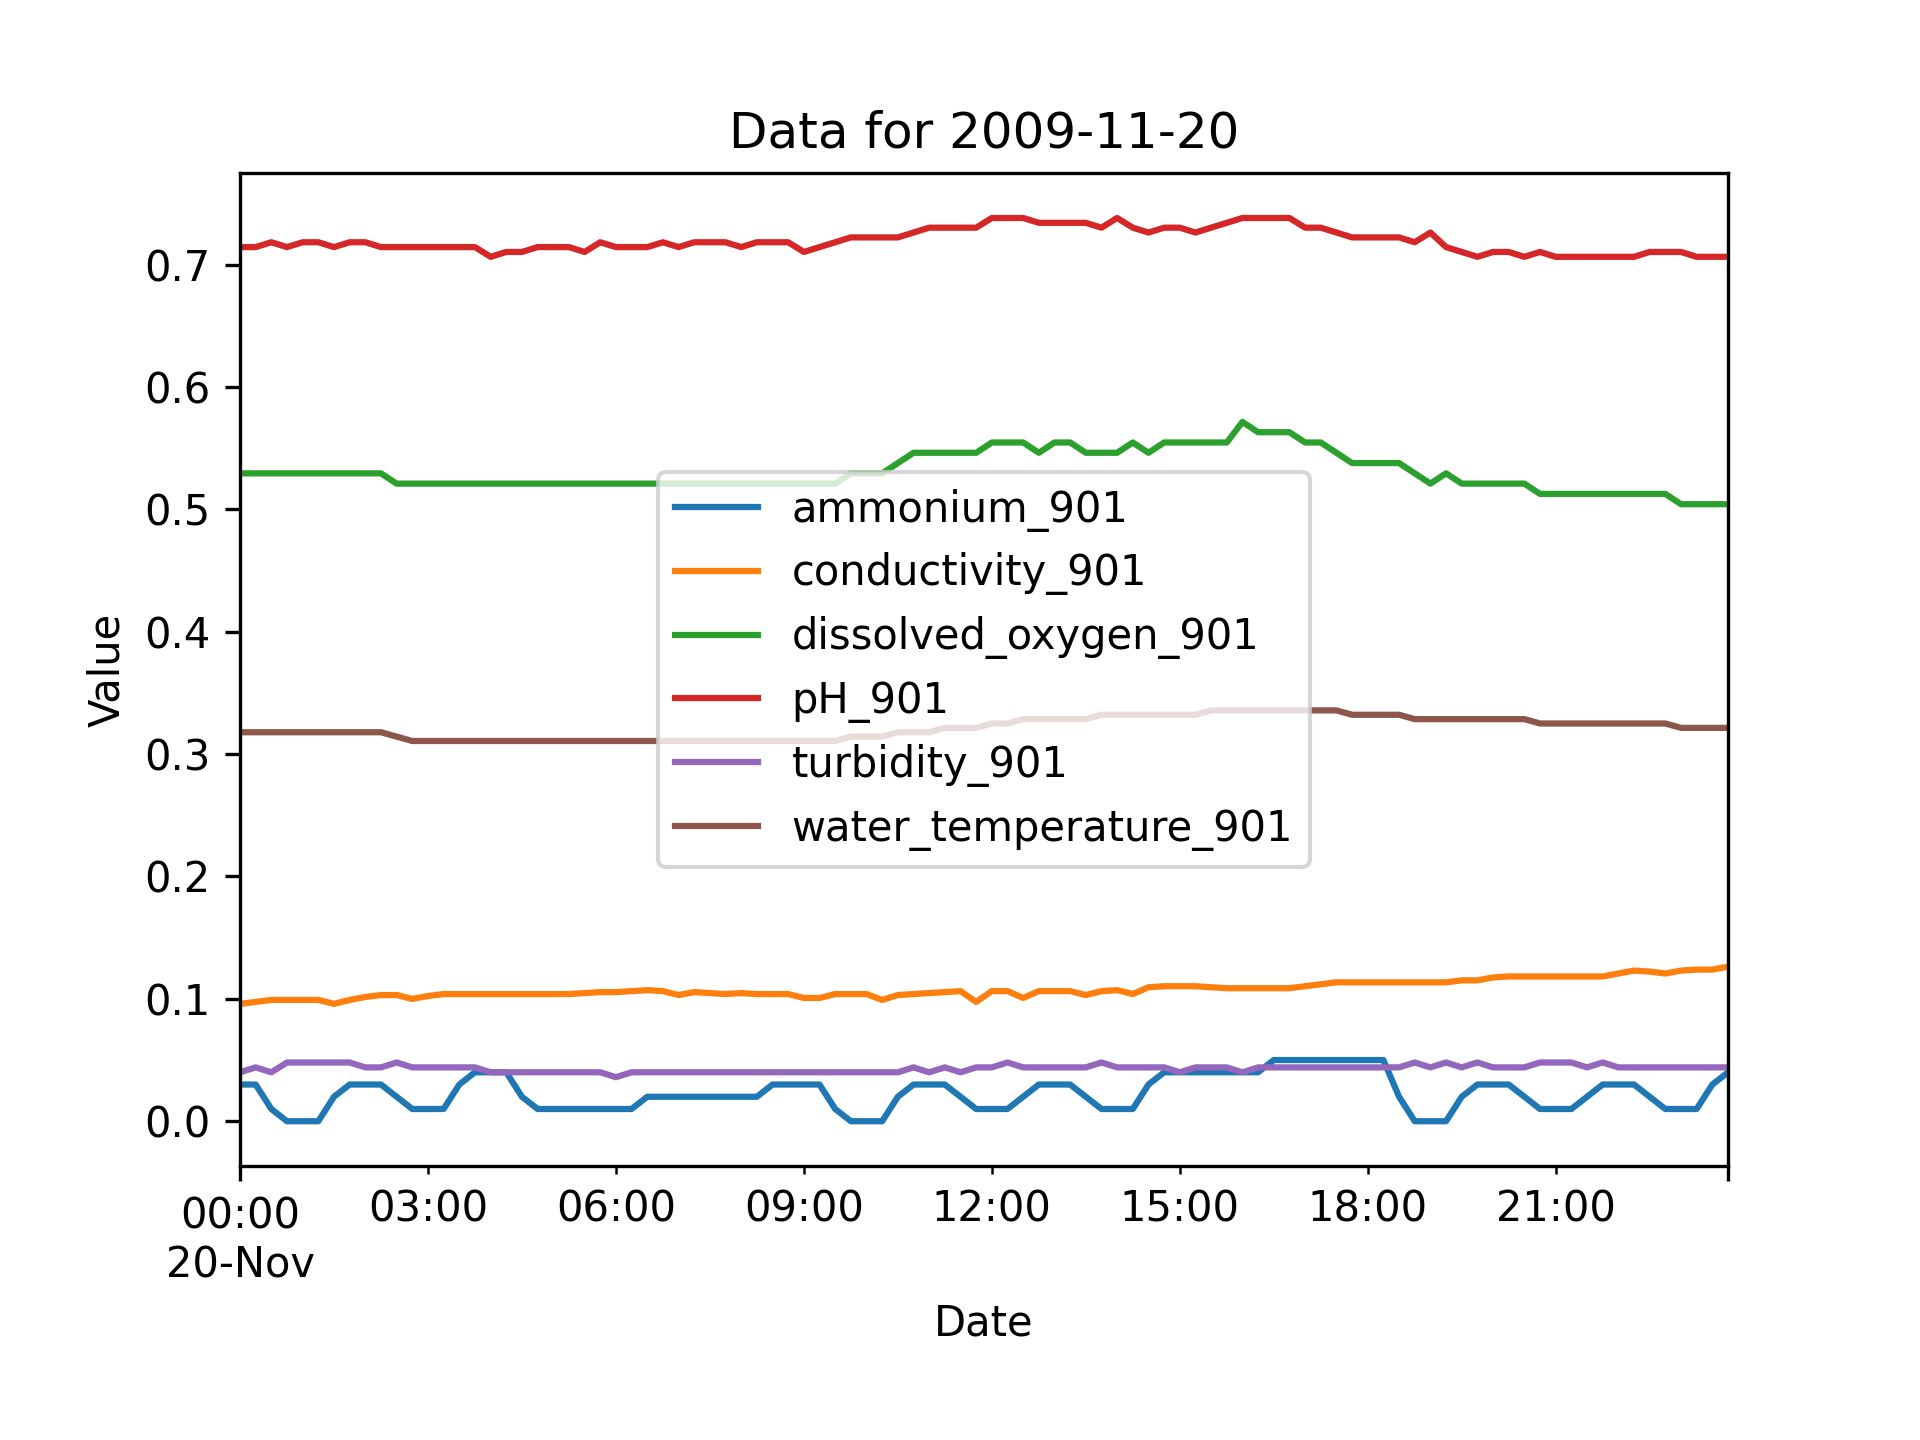 Data for 2009-11-20
Value
0.7
0.6
0.5
0.4
0.3
0.2
0.1
0.0
ammonium_901
conductivity_901
dissolved_oxygen_901
pH_901
turbidity_901
water_temperature_901
00:00 03:00 06:00 09:00 12:00 15:00 18:00 21:00
20-Nov
Date